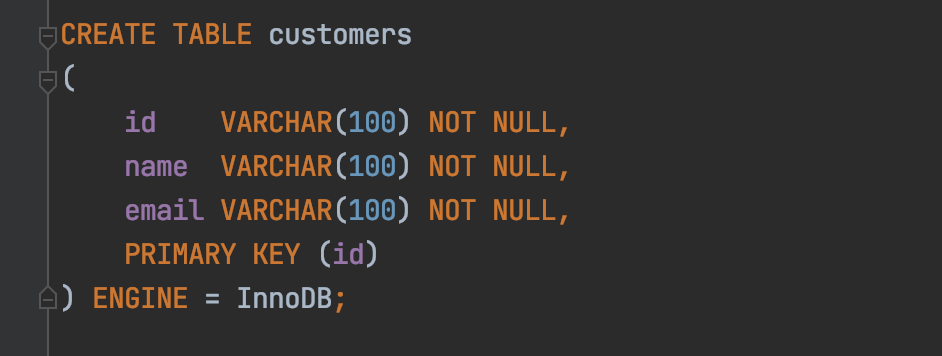 CREATE TABLE customers
(
    id    VARCHAR(100) NOT NULL,
    name  VARCHAR(100) NOT NULL,
    email VARCHAR(100) NOT NULL,
    PRIMARY KEY (id)
) ENGINE = InnoDB;